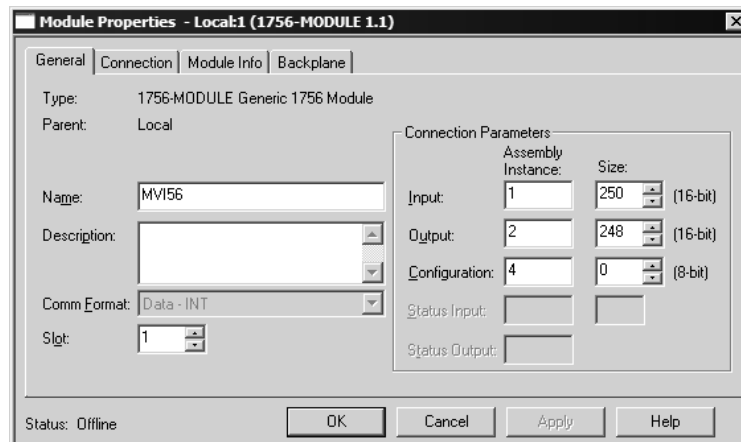 Module Properties - Local:1 (1756-MODULE 1.1)
General
Connection
Module Info
Backplane
Type: 1756-MODULE Generic 1756 Module
Parent: Local
Connection Parameters
Assembly Instance:
Size:
Name: MVI56
Input: 1 250 (16-bit)
Description:
Output: 2 248 (16-bit)
Configuration: 4 0 (8-bit)
Comm Format: Data - INT
Status Input:
Slot: 1
Status Output:
Status: Offline
OK
Cancel
Apply
Help